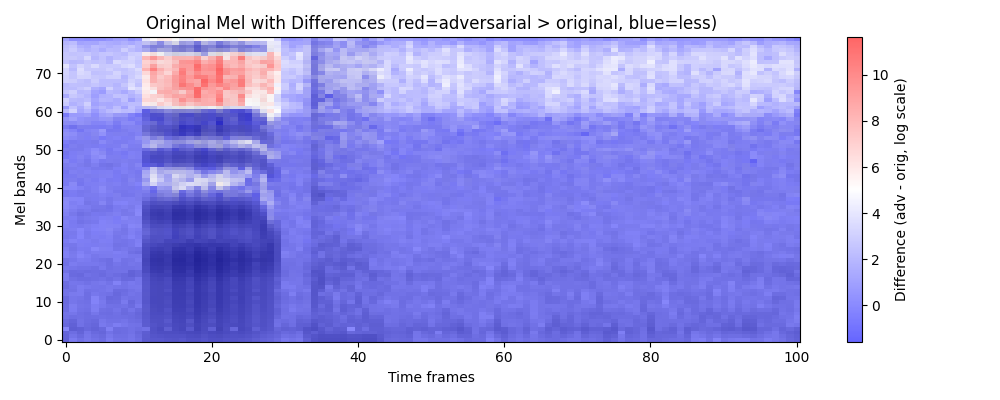 Original Mel with Differences (red=adversarial > original, blue=less)
Mel bands
70
60
50
40
30
20
10
0
0 20 40 60 80 100
Time frames
10
8
6
4
2
0
Difference (adv - orig, log scale)